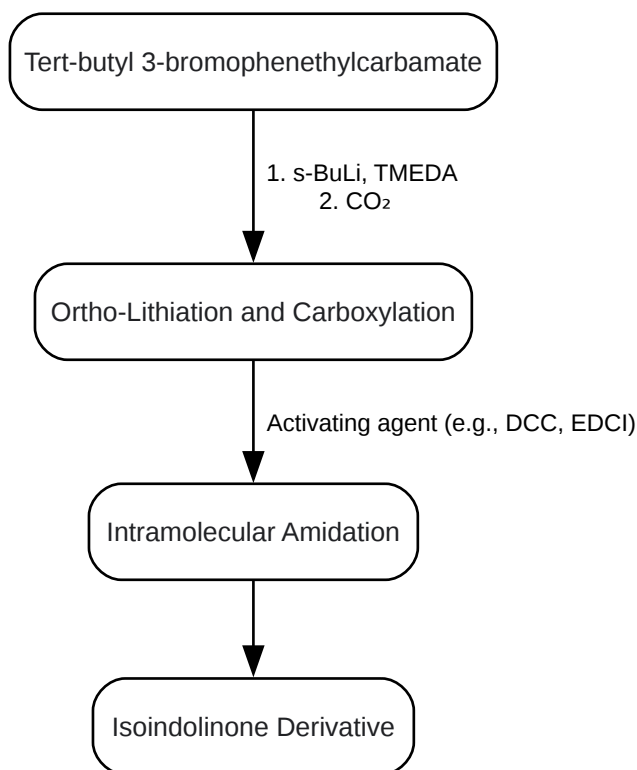 Tert-butyl 3-bromophenethylcarbamate
1. s-BuLi, TMEDA
2. CO₂
Ortho-Lithiation and Carboxylation
Activating agent (e.g., DCC, EDCI)
Intramolecular Amidation
Isoindolinone Derivative